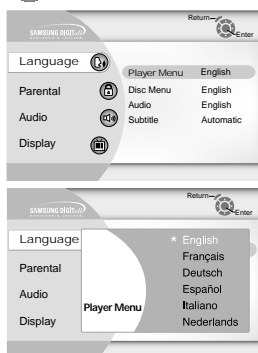 Return
Enter
SAMSUNG DIGITall
Language
Player Menu English
Parental
Disc Menu English
Audio English
Audio
Subtitle Automatic
Display
Return
Enter
SAMSUNG DIGITall
Language
* English
Français
Parental
Deutsch
Español
Audio
Player Menu
Italiano
Display
Nederlands